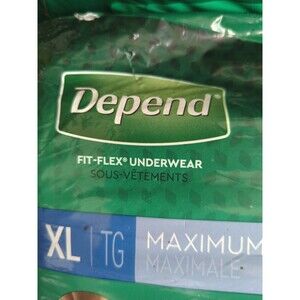 Depend®
FIT-FLEX® UNDERWEAR
SOUS-VÊTEMENTS
XL | TG MAXIMUM
MAXIMALE